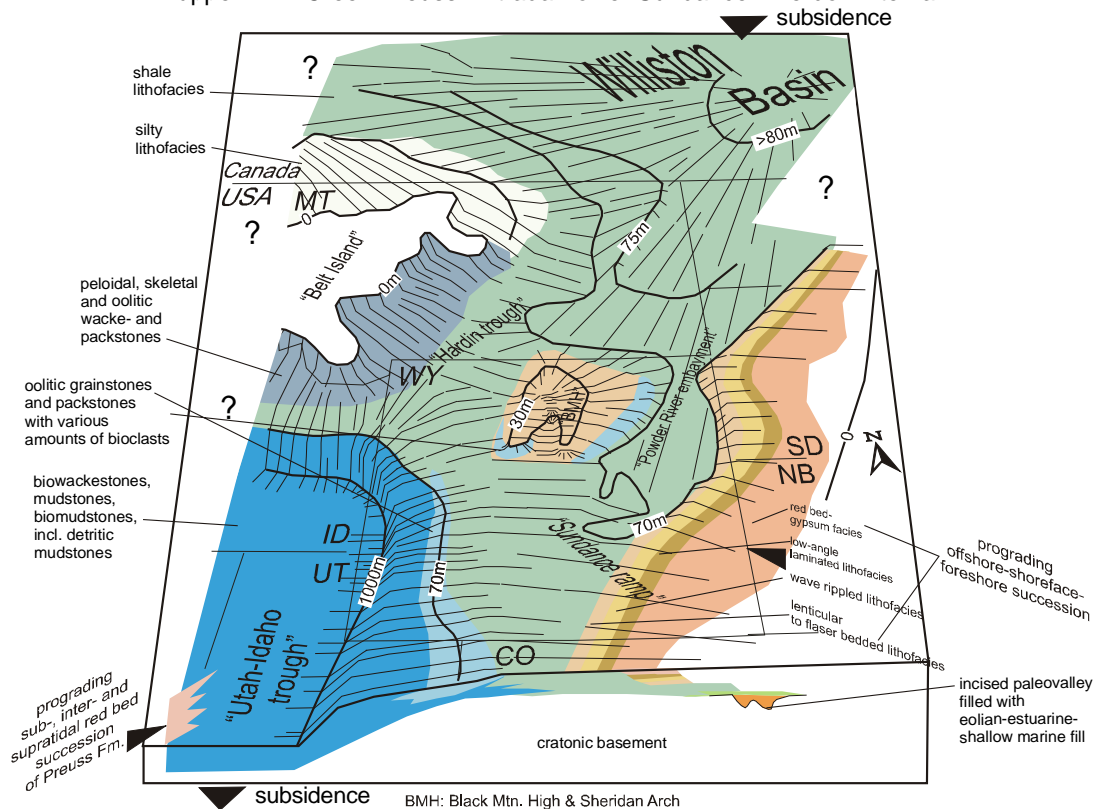 subsidence
shale
lithofacies
silty
lithofacies
?
Williston
Basin
>80m
Canada
USA
MT
0
?
?
75m
"Belt Island"
0m
peloidal, skeletal
and oolitic
wacke- and
packstones
"Hardin trough"
WY
"Powder River embayment"
30m
"BMH"
oolitic grainstones
and packstones
with various
amounts of bioclasts
?
0
N
SD
NB
biowackestones,
mudstones,
biomudstones,
incl. detritic
mudstones
ID
UT
1000m
70m
70m
"Sundance ramp"
red bed-
gypsum facies
low-angle
laminated lithofacies
wave rippled lithofacies
lenticular
to flaser bedded lithofacies
prograding
offshore-shoreface-
foreshore succession
"Utah-Idaho
trough"
CO
prograding
sub-, inter- and
supratidal red bed
succession
of Preuss Fm.
incised paleovalley
filled with
eolian-estuarine-
shallow marine fill
cratonic basement
subsidence
BMH: Black Mtn. High & Sheridan Arch